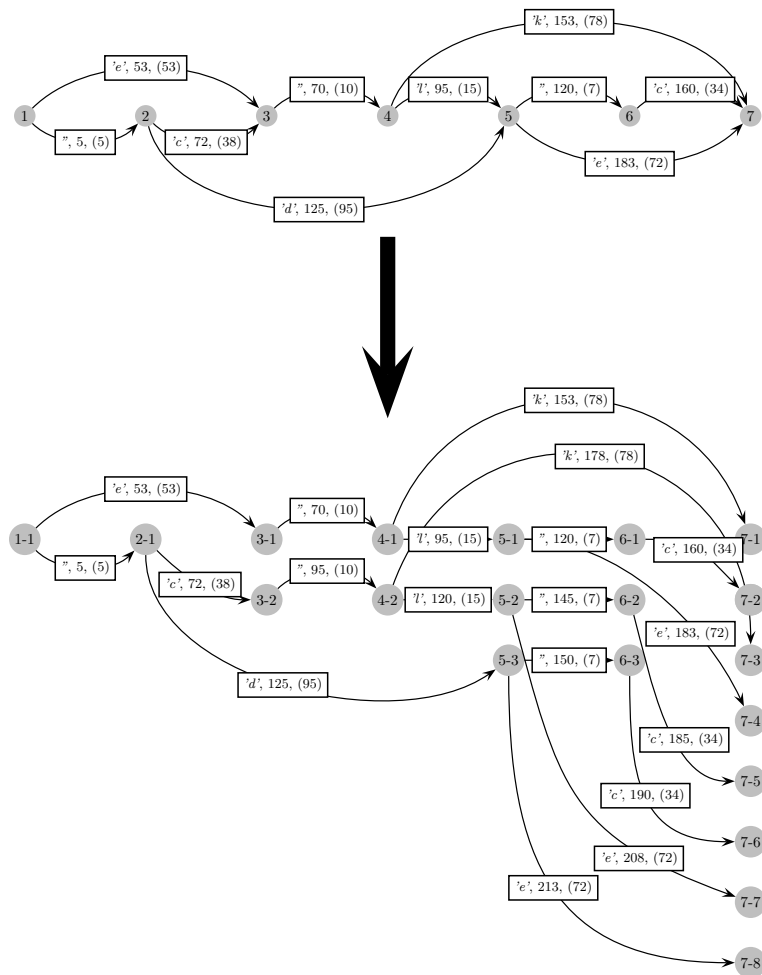 'k', 153, (78)
'e', 53, (53)
'', 70, (10)
'l', 95, (15)
'', 120, (7)
'c', 160, (34)
1
2
3
4
5
6
7
'', 5, (5)
'c', 72, (38)
'e', 183, (72)
'd', 125, (95)
'k', 153, (78)
'k', 178, (78)
'e', 53, (53)
'', 70, (10)
1-1
2-1
3-1
4-1
'l', 95, (15)
5-1
'', 120, (7)
6-1
'c', 160, (34)
7-1
'', 5, (5)
'c', 72, (38)
'', 95, (10)
3-2
4-2
'l', 120, (15)
5-2
'', 145, (7)
6-2
7-2
'e', 183, (72)
5-3
'', 150, (7)
6-3
7-3
'd', 125, (95)
7-4
'c', 185, (34)
7-5
'c', 190, (34)
7-6
'e', 208, (72)
'e', 213, (72)
7-7
7-8